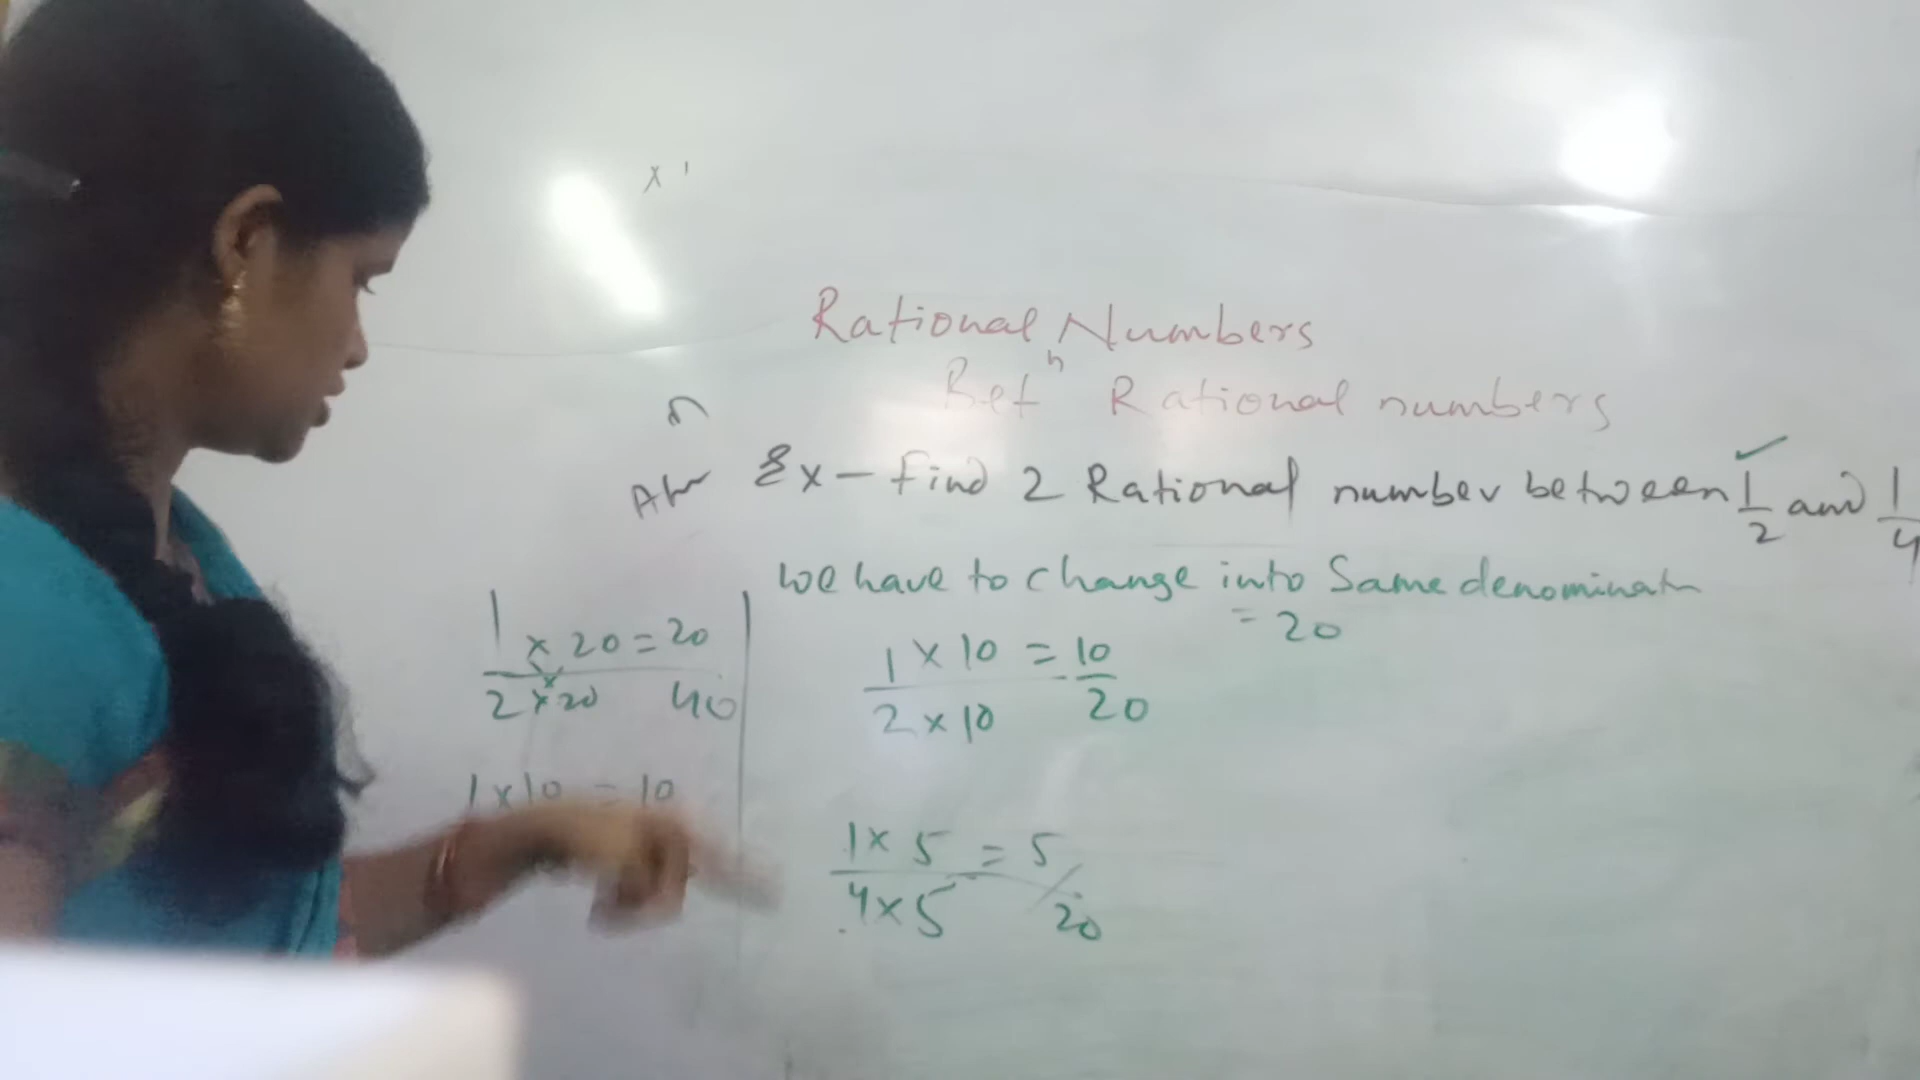 x
Rational Numbers
Betn Rational numbers
Ex - Find 2 Rational number between 1/2 and 1/4
we have to change into Same denominat
= 20
1 x 20 = 20
2 x 20 40
1 x 10 = 10
1 x 10 = 10
2 x 10 20
1 x 5 = 5/20
4 x 5